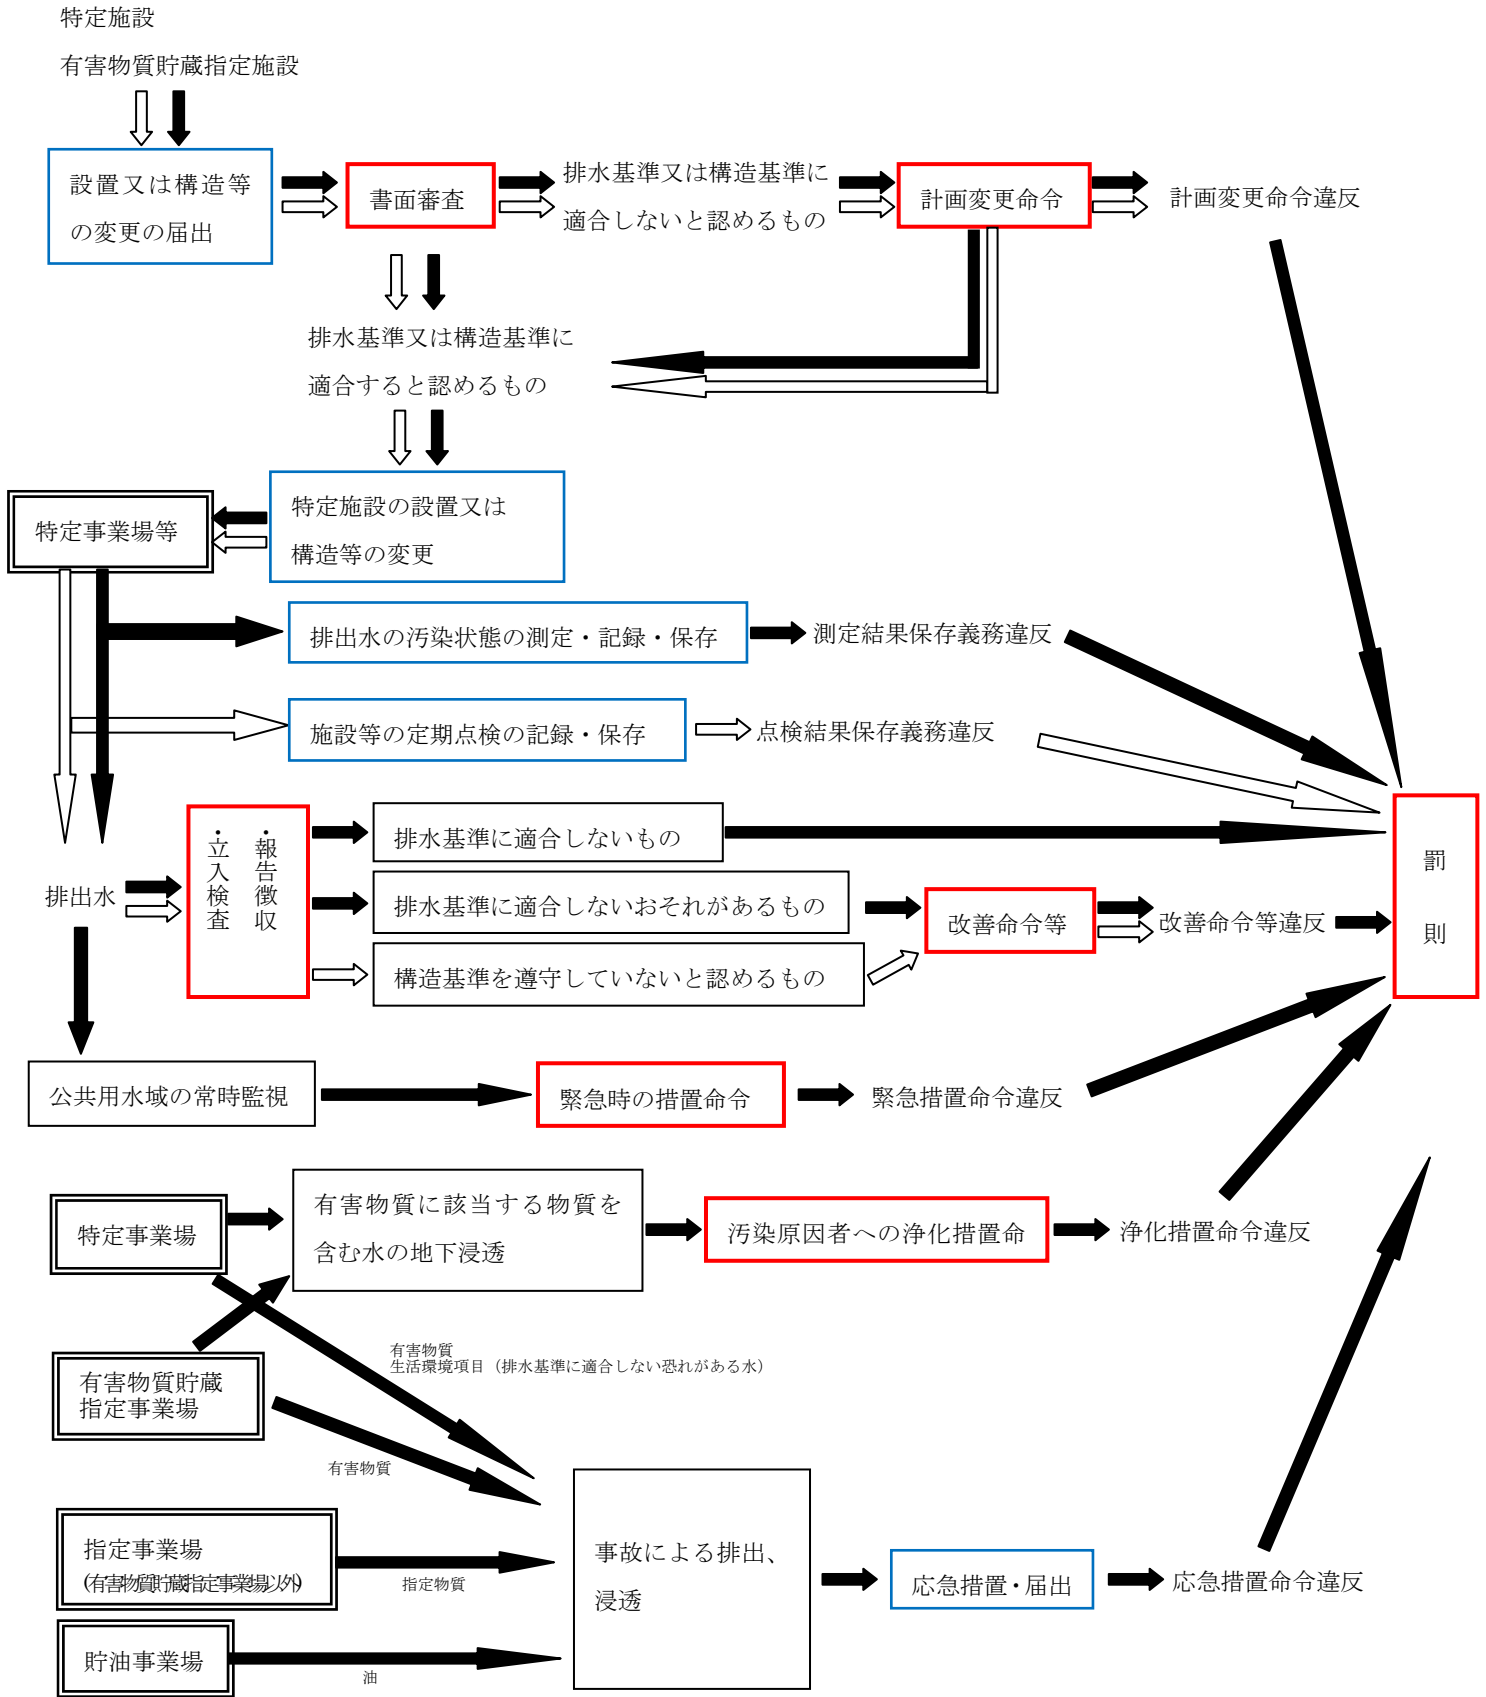 特定施設
有害物質貯蔵指定施設
設置又は構造等
の変更の届出
書面審査
排水基準又は構造基準に
適合しないと認めるもの
計画変更命令
計画変更命令違反
排水基準又は構造基準に
適合すると認めるもの
特定施設の設置又は
構造等の変更
特定事業場等
排出水の汚染状態の測定・記録・保存
測定結果保存義務違反
施設等の定期点検の記録・保存
点検結果保存義務違反
排出水
・報告徴収
・立入検査
排水基準に適合しないもの
排水基準に適合しないおそれがあるもの
構造基準を遵守していないと認めるもの
改善命令等
改善命令等違反
罰
則
公共用水域の常時監視
緊急時の措置命令
緊急措置命令違反
特定事業場
有害物質に該当する物質を
含む水の地下浸透
汚染原因者への浄化措置命
浄化措置命令違反
有害物質貯蔵
指定事業場
有害物質
生活環境項目（排水基準に適合しない恐れがある水）
有害物質
指定事業場
(有害物質貯蔵指定事業場以外)
指定物質
貯油事業場
油
事故による排出、
浸透
応急措置・届出
応急措置命令違反